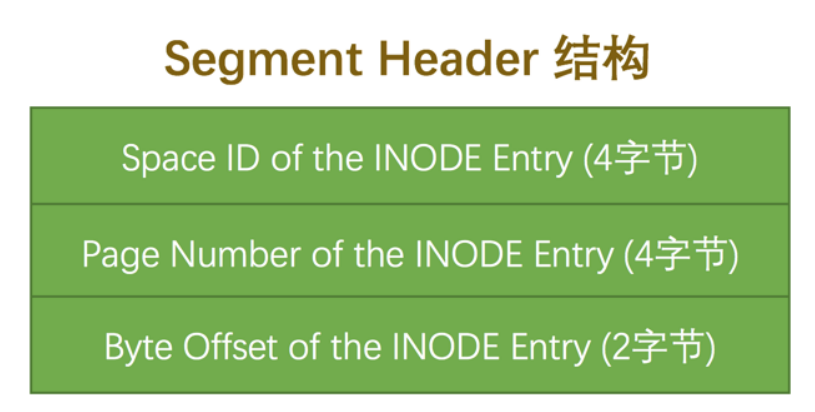 Segment Header 结构
Space ID of the INODE Entry (4字节)
Page Number of the INODE Entry (4字节)
Byte Offset of the INODE Entry (2字节)